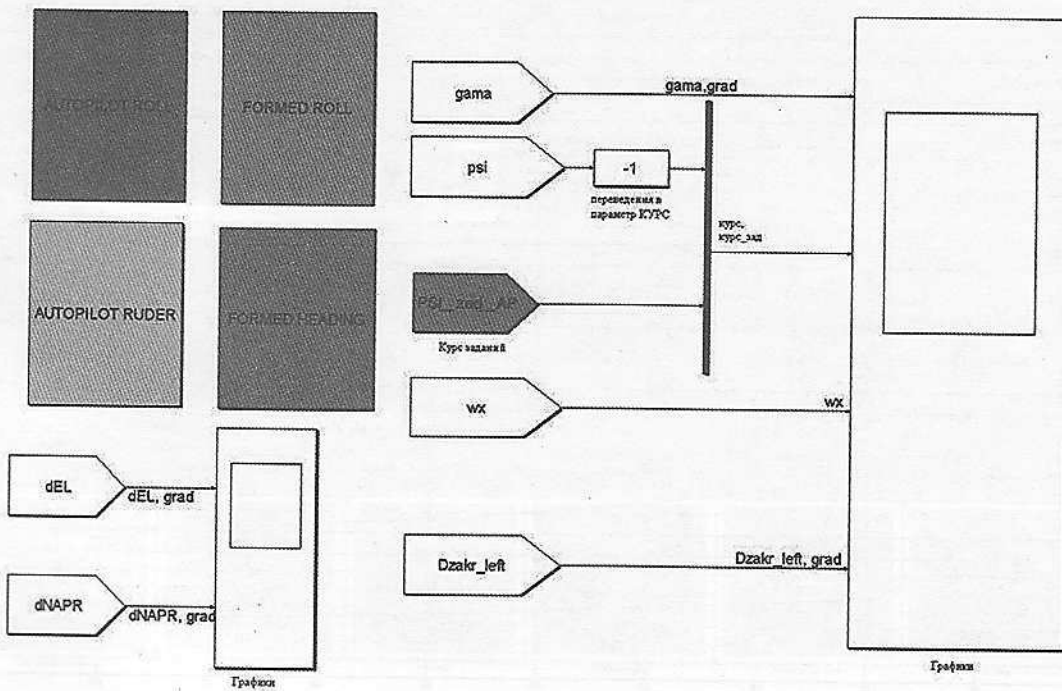 AUTOPILOT ROLL
FORMED ROLL
AUTOPILOT RUDER
FORMED HEADING
gama
gama,grad
psi
-1
переведения в
параметр КУРС
курс,
курс_зад
PSI_zad_AP
Курс заданий
wx
wx
dEL
dEL, grad
dNAPR
dNAPR, grad
Графики
Dzakr_left
Dzakr_left, grad
Графики